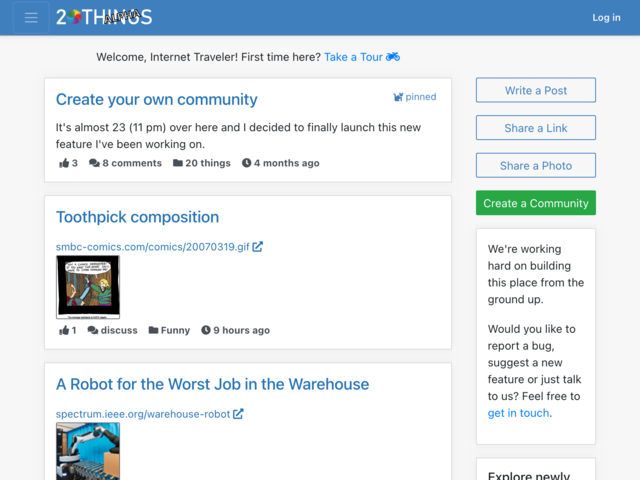 20 THINGS
ALPHA
Log in
Welcome, Internet Traveler! First time here? Take a Tour
Create your own community
pinned
It's almost 23 (11 pm) over here and I decided to finally launch this new
feature I've been working on.
3 8 comments 20 things 4 months ago
Toothpick composition
smbc-comics.com/comics/20070319.gif
1 discuss Funny 9 hours ago
A Robot for the Worst Job in the Warehouse
spectrum.ieee.org/warehouse-robot
Write a Post
Share a Link
Share a Photo
Create a Community
We're working
hard on building
this place from the
ground up.
Would you like to
report a bug,
suggest a new
feature or just talk
to us? Feel free to
get in touch.
Explore newly